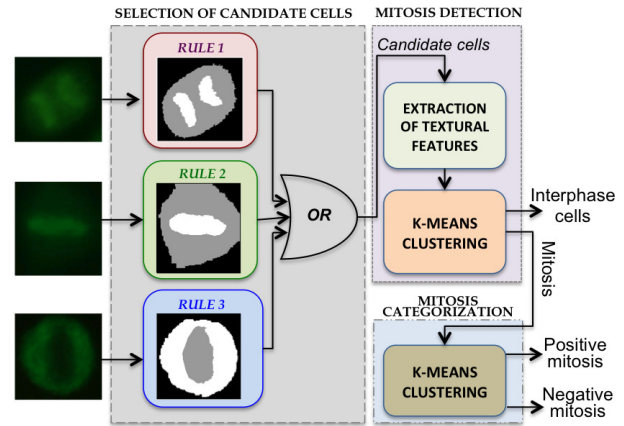 SELECTION OF CANDIDATE CELLS
MITOSIS DETECTION
RULE 1
Candidate cells
EXTRACTION
OF TEXTURAL
FEATURES
RULE 2
OR
K-MEANS
CLUSTERING
Interphase
cells
Mitosis
RULE 3
MITOSIS
CATEGORIZATION
K-MEANS
CLUSTERING
Positive
mitosis
Negative
mitosis